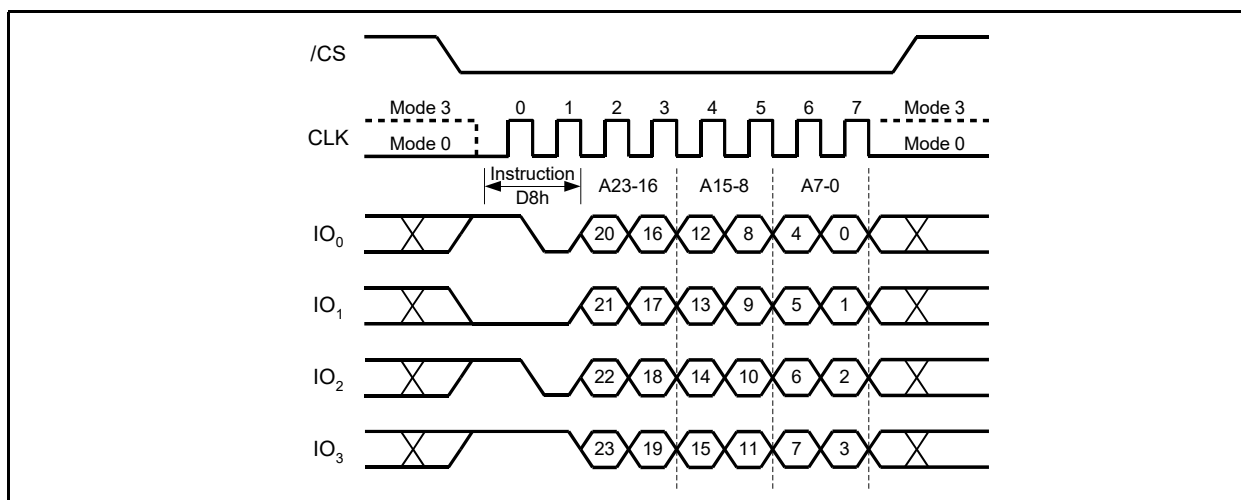 /CS
Mode 3 0 1 2 3 4 5 6 7 Mode 3
CLK
Mode 0 Mode 0
Instruction
D8h
A23-16 A15-8 A7-0
IO0 20 16 12 8 4 0
IO1 21 17 13 9 5 1
IO2 22 18 14 10 6 2
IO3 23 19 15 11 7 3